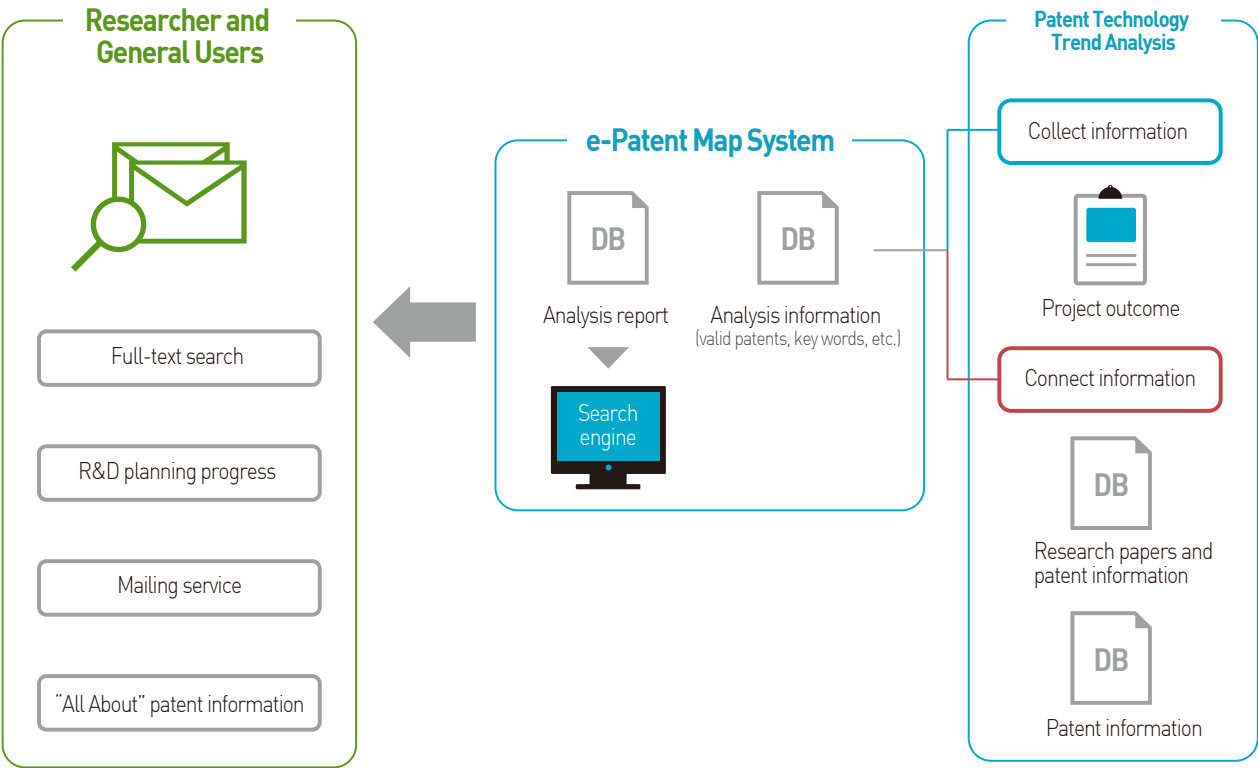 Researcher and
General Users
Full-text search
R&D planning progress
Mailing service
“All About” patent information
e-Patent Map System
DB
Analysis report
Search
engine
DB
Analysis information
(valid patents, key words, etc.)
Patent Technology
Trend Analysis
Collect information
Project outcome
Connect information
DB
Research papers and
patent information
DB
Patent information